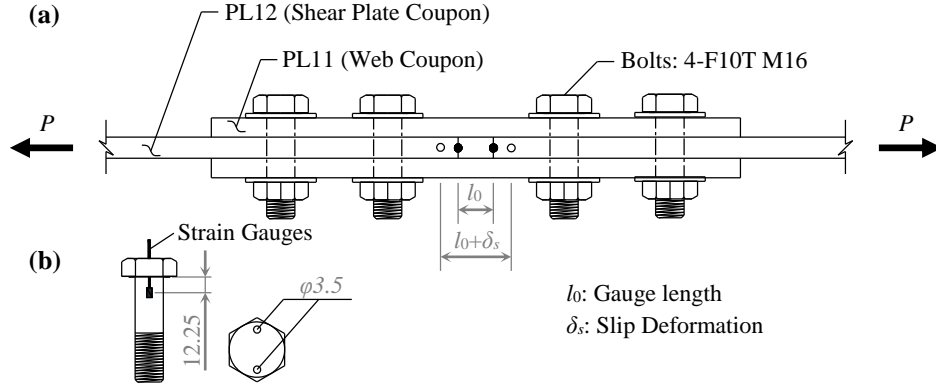 (a)
PL12 (Shear Plate Coupon)
PL11 (Web Coupon)
Bolts: 4-F10T M16
P
P
l0
l0+δs
Strain Gauges
(b)
φ3.5
12.25
l0: Gauge length
δs: Slip Deformation